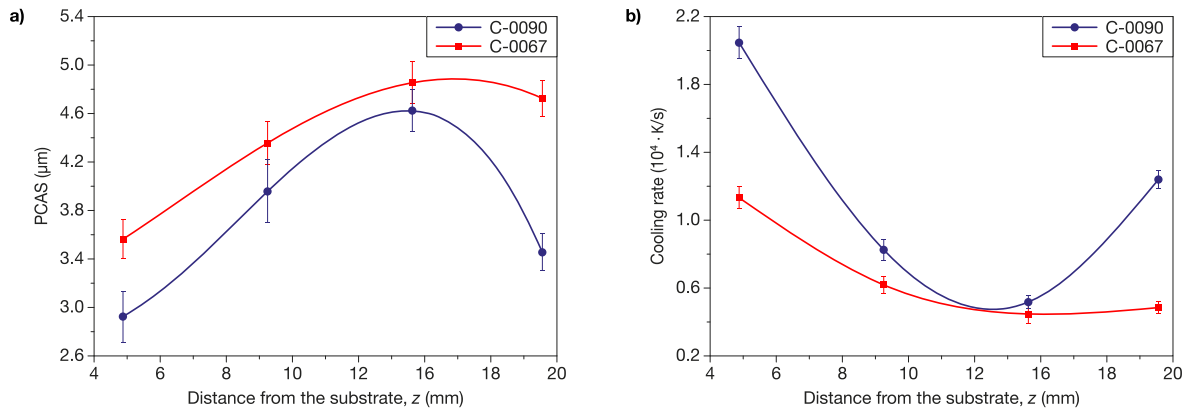 a)
5.4
5.0
4.6
4.2
3.8
3.4
3.0
2.6
PCAS (µm)
C-0090
C-0067
4 6 8 10 12 14 16 18 20
Distance from the substrate, z (mm)
b)
2.2
1.8
1.4
1.0
0.6
0.2
Cooling rate (10⁴ · K/s)
C-0090
C-0067
4 6 8 10 12 14 16 18 20
Distance from the substrate, z (mm)